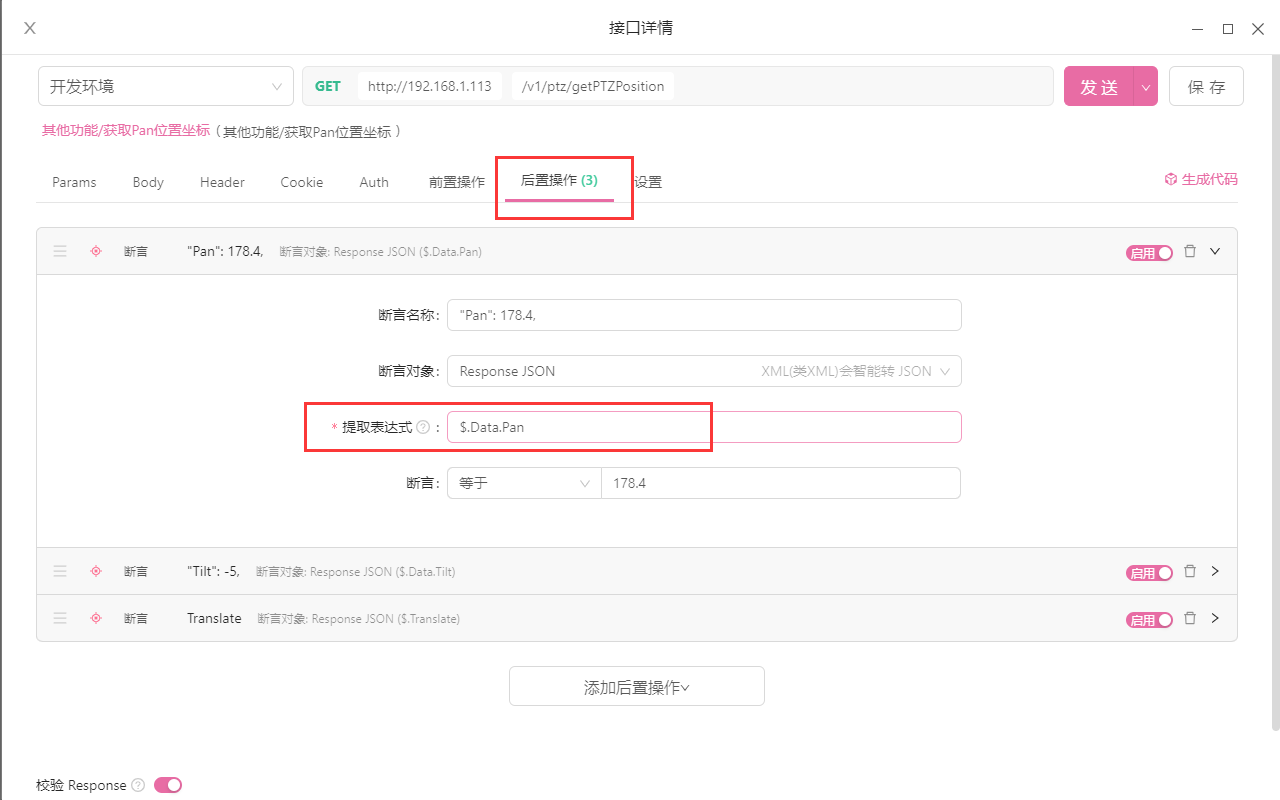 X 接口详情
开发环境 GET http://192.168.1.113 /v1/ptz/getPTZPosition 发 送 保 存
其他功能/获取Pan位置坐标 ( 其他功能/获取Pan位置坐标 )
Params Body Header Cookie Auth 前置操作 后置操作 (3) 设置 生成代码
断言 "Pan": 178.4, 断言对象: Response JSON ($.Data.Pan) 启用
断言名称: "Pan": 178.4,
断言对象: Response JSON XML(类XML)会智能转 JSON
* 提取表达式 ? : $.Data.Pan
断言: 等于 178.4
断言 "Tilt": -5, 断言对象: Response JSON ($.Data.Tilt) 启用
断言 Translate 断言对象: Response JSON ($.Translate) 启用
添加后置操作
校验 Response ?